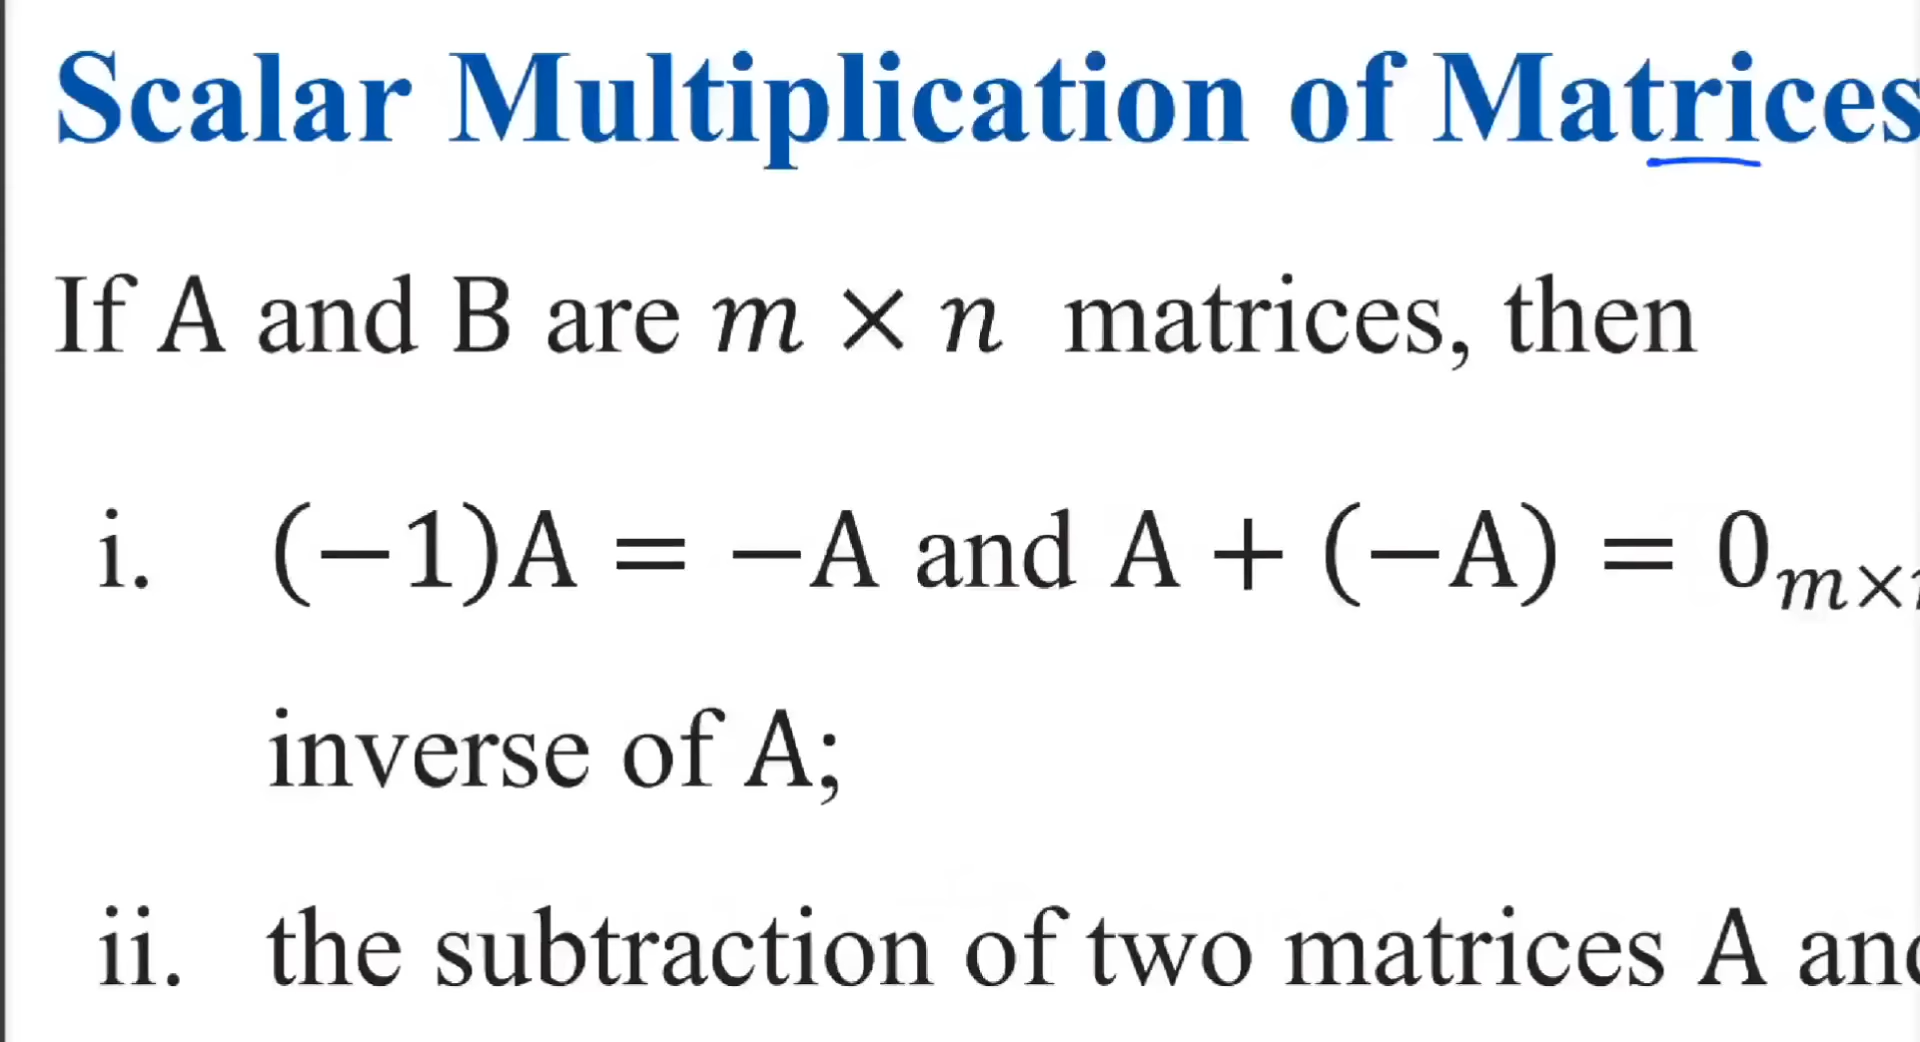 Scalar Multiplication of Matrices
If A and B are m × n matrices, then
i. (−1)A = −A and A + (−A) = 0ₘ×
inverse of A;
ii. the subtraction of two matrices A and